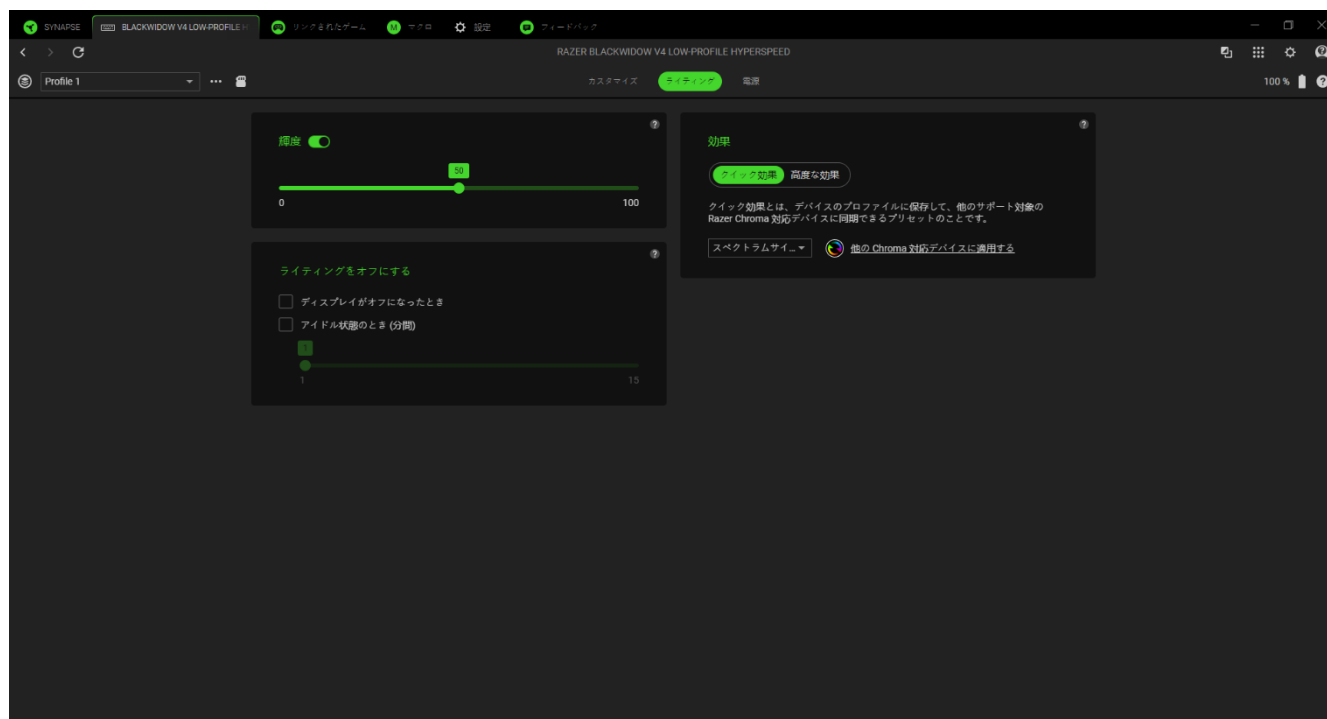 SYNAPSE
BLACKWIDOW V4 LOW-PROFILE H
リンクされたゲーム
マクロ
設定
フィードバック
RAZER BLACKWIDOW V4 LOW-PROFILE HYPERSPEED
Profile 1
カスタマイズ
ライティング
電源
100 %
輝度
50
0
100
ライティングをオフにする
ディスプレイがオフになったとき
アイドル状態のとき (分間)
1
15
効果
クイック効果
高度な効果
クイック効果とは、デバイスのプロファイルに保存して、他のサポート対象の
Razer Chroma 対応デバイスに同期できるプリセットのことです。
スペクトラムサイ...
他の Chroma 対応デバイスに適用する